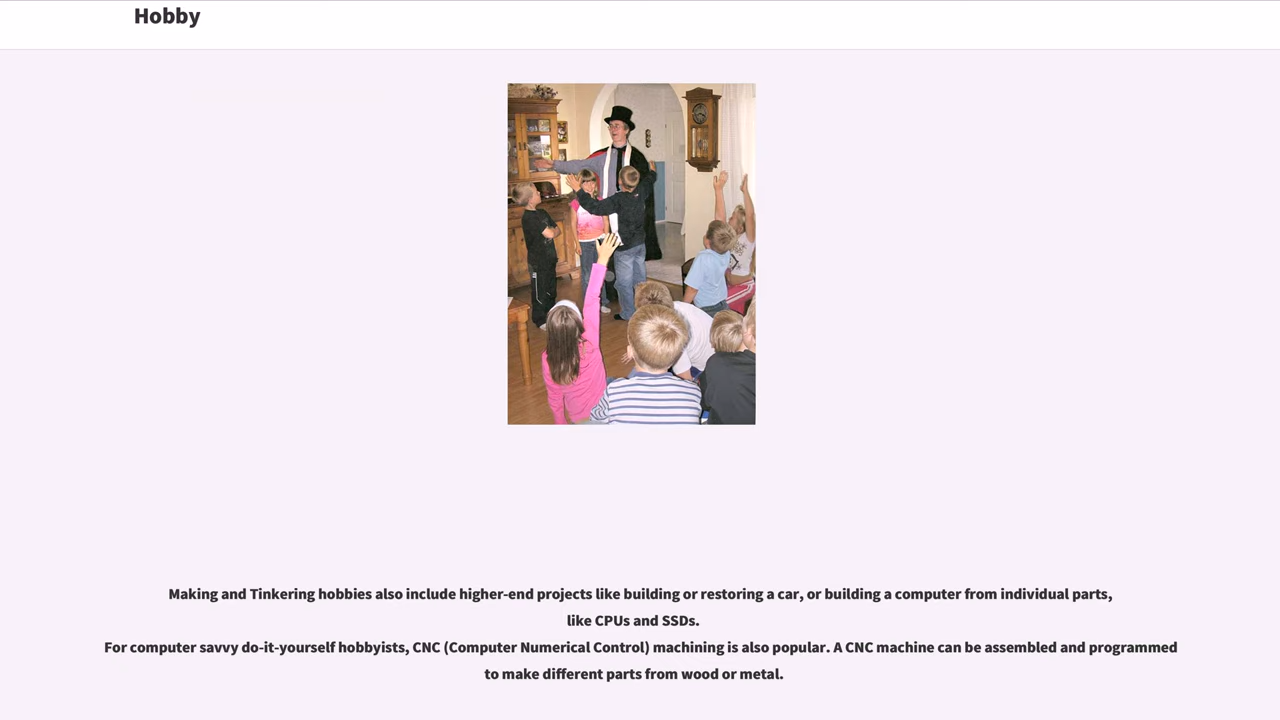 Hobby
Making and Tinkering hobbies also include higher-end projects like building or restoring a car, or building a computer from individual parts,
like CPUs and SSDs.
For computer savvy do-it-yourself hobbyists, CNC (Computer Numerical Control) machining is also popular. A CNC machine can be assembled and programmed
to make different parts from wood or metal.